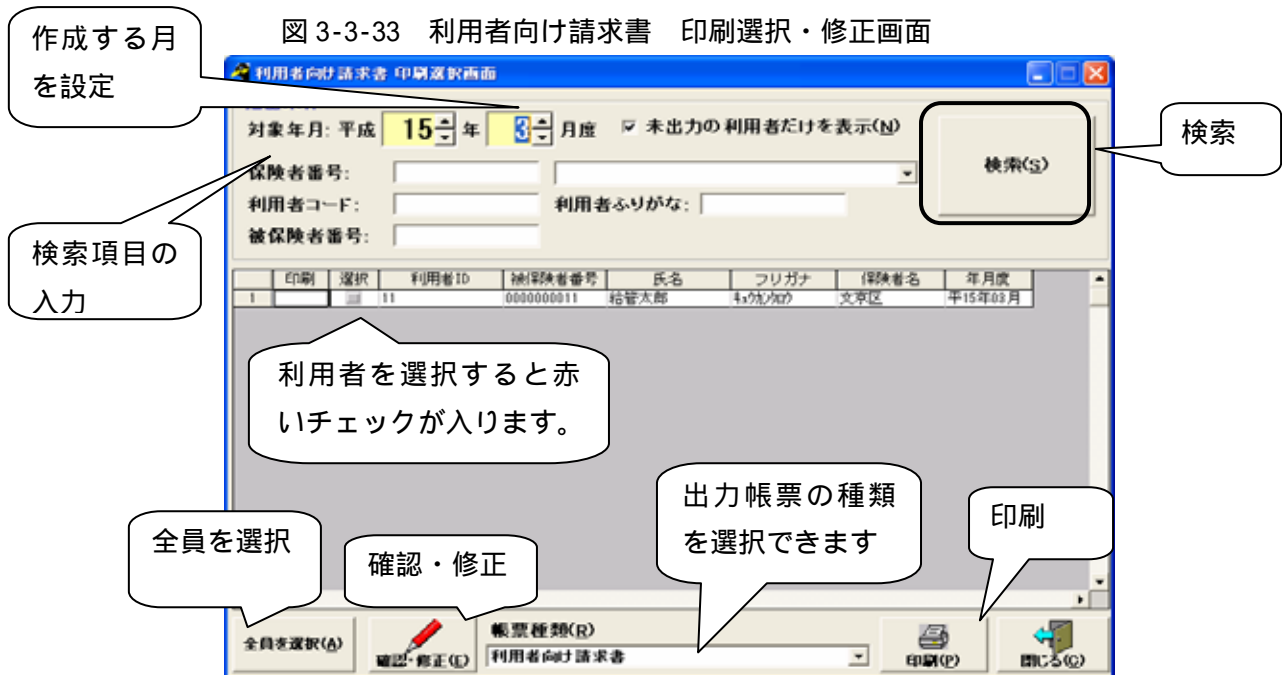 図 3-3-33 利用者向け請求書 印刷選択・修正画面
作成する月
を設定
利用者向け請求書 印刷選択画面
対象年月: 平成 15 年 3 月度 未出力の利用者だけを表示(N)
検索(S)
検索
保険者番号:
利用者コード: 利用者ふりがな:
被保険者番号:
検索項目の
入力
印刷 選択 利用者ID 被保険者番号 氏名 フリガナ 保険者名 年月度
1 11 0000000011 給管太郎 文京区 平15年03月
利用者を選択すると赤
いチェックが入ります。
出力帳票の種類
を選択できます
印刷
全員を選択
確認・修正
全員を選択(A)
確認・修正(E)
帳票種類(R)
利用者向け請求書
印刷(P)
閉じる(C)